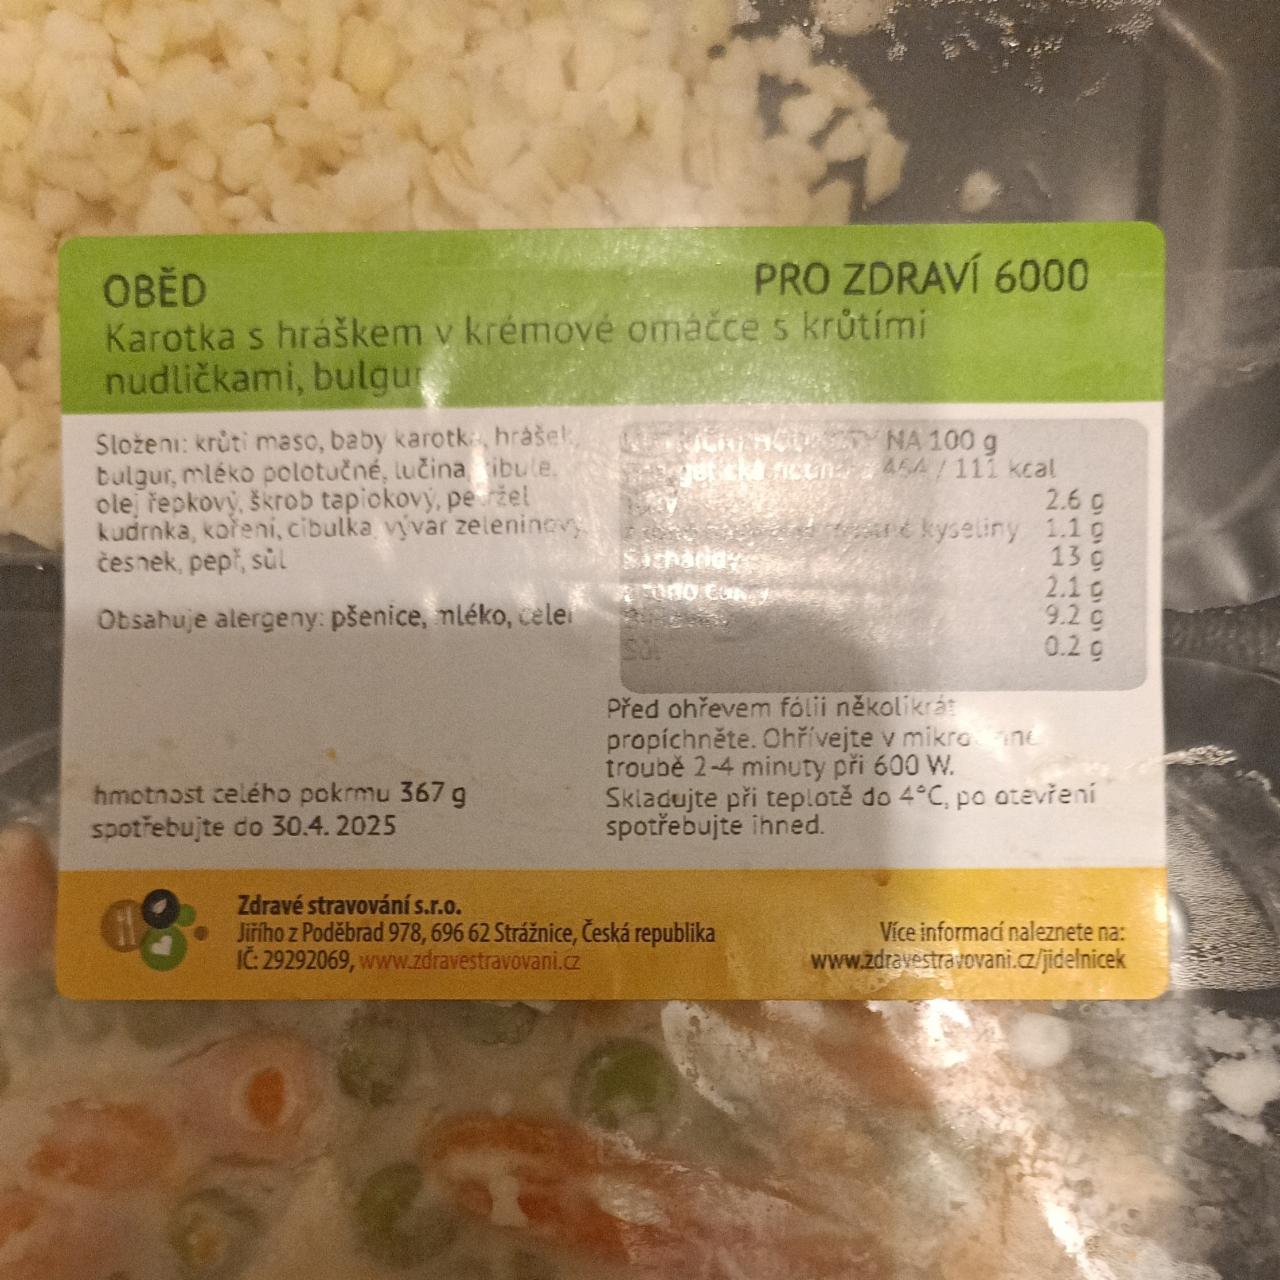 OBĚD
PRO ZDRAVÍ 6000
Karotka s hráškem v krémové omáčce s krůtími
nudličkami, bulgur
Složení: krůtí maso, baby karotka, hrášek,
bulgur, mléko polotučné, lučina, cibule,
olej řepkový, škrob tapiokový, petržel
kudrnka, koření, cibulka, vývar zeleninový,
česnek, pepř, sůl
Obsahuje alergeny: pšenice, mléko, celer
NA 100 g
464 / 111 kcal
2.6 g
kyseliny 1.1 g
Sacharidy 13 g
2.1 g
9.2 g
Sůl 0.2 g
Před ohřevem fólii několikrát
propíchněte. Ohřívejte v mikrovlnné
troubě 2-4 minuty při 600 W.
Skladujte při teplotě do 4°C, po otevření
spotřebujte ihned.
hmotnost celého pokrmu 367 g
spotřebujte do 30.4. 2025
Zdravé stravování s.r.o.
Jiřího z Poděbrad 978, 696 62 Strážnice, Česká republika
IČ: 29292069, www.zdravestravovani.cz
Více informací naleznete na:
www.zdravestravovani.cz/jidelnicek